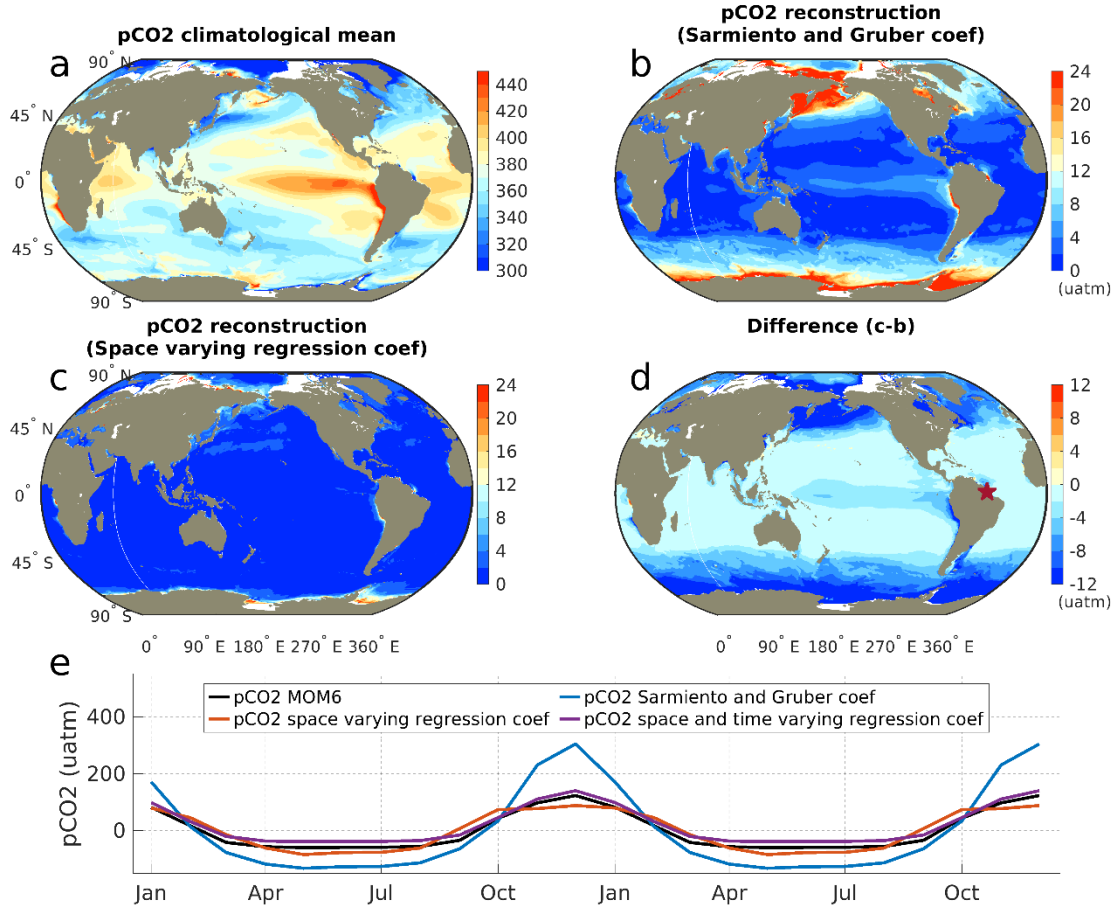 pCO2 climatological mean
a
90° N
45° N
0°
45° S
90° S
440
420
400
380
360
340
320
300
pCO2 reconstruction
(Sarmiento and Gruber coef)
b
24
20
16
12
8
4
0
(uatm)
pCO2 reconstruction
(Space varying regression coef)
c
90° N
45° N
0°
45° S
90° S
24
20
16
12
8
4
0
0° 90° E 180° E 270° E 360° E
Difference (c-b)
d
12
8
4
0
-4
-8
-12
(uatm)
0° 90° E 180° E 270° E 360° E
e
pCO2 MOM6
pCO2 Sarmiento and Gruber coef
pCO2 space varying regression coef
pCO2 space and time varying regression coef
pCO2 (uatm)
400
200
0
Jan Apr Jul Oct Jan Apr Jul Oct